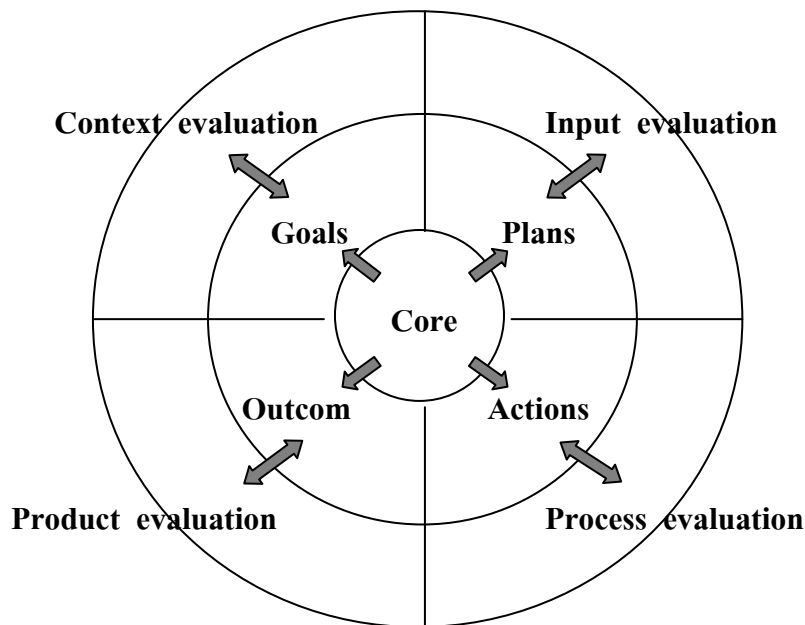 Context evaluation
Input evaluation
Goals
Plans
Core
Outcom
Actions
Product evaluation
Process evaluation